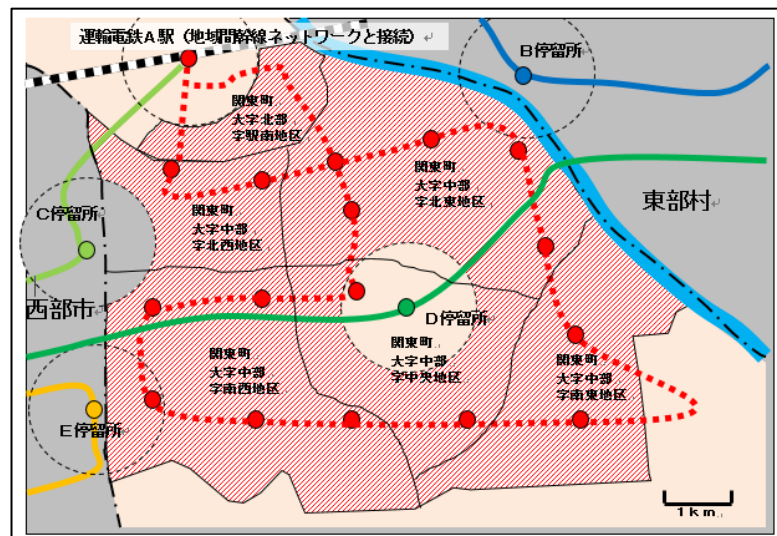 運輸電鉄A駅（地域間幹線ネットワークと接続）
B停留所
関東町
大字北部
字駅南地区
関東町
大字中部
字北東地区
C停留所
関東町
大字中部
字北西地区
東部村
西部市
D停留所
関東町
大字中部
字南西地区
関東町
大字中部
字中央地区
関東町
大字中部
字南東地区
E停留所
1km